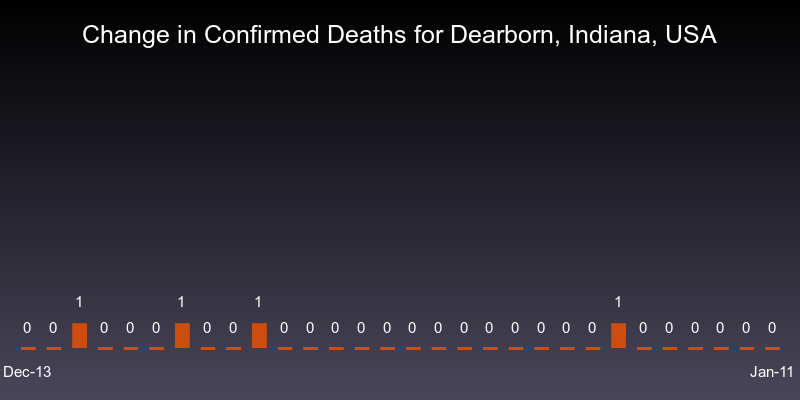 Change in Confirmed Deaths for Dearborn, Indiana, USA
1 1 1 1
0 0 0 0 0 0 0 0 0 0 0 0 0 0 0 0 0 0 0 0 0 0 0 0 0 0
Dec-13 Jan-11